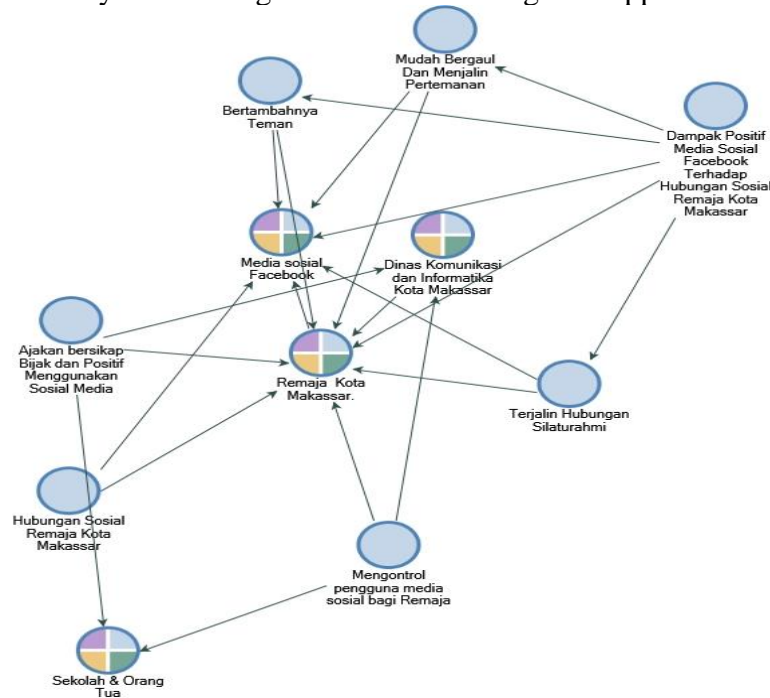 Mudah Bergaul
Dan Menjalin
Pertemanan
Bertambahnya
Teman
Dampak Positif
Media Sosial
Facebook
Terhadap
Hubungan Sosial
Remaja Kota
Makassar
Media sosial
Facebook
Dinas Komunikasi
dan Informatika
Kota Makassar
Ajakan bersikap
Bijak dan Positif
Menggunakan
Sosial Media
Remaja Kota
Makassar.
Terjalin Hubungan
Silaturahmi
Hubungan Sosial
Remaja Kota
Makassar
Mengontrol
pengguna media
sosial bagi Remaja
Sekolah & Orang
Tua